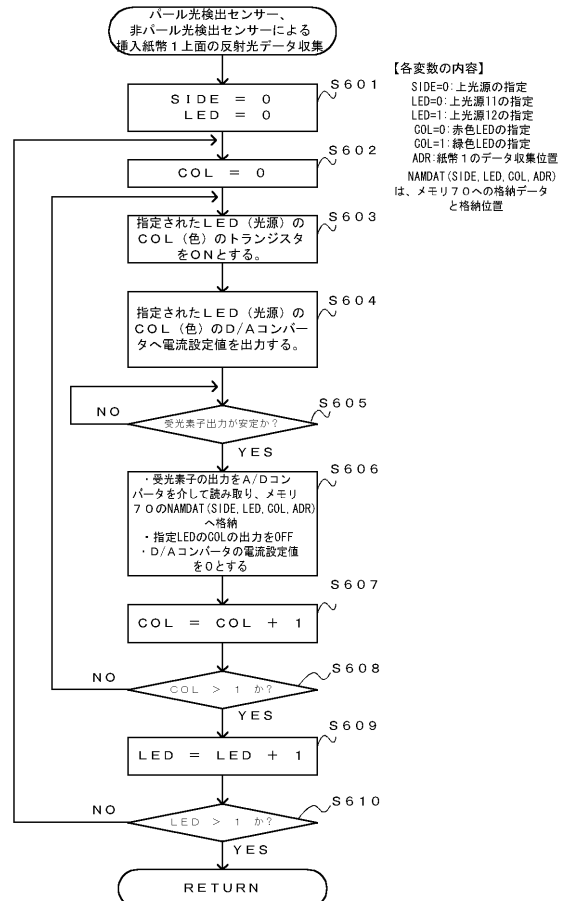 パール光検出センサー、
非パール光検出センサーによる
挿入紙幣1上面の反射光データ収集
【各変数の内容】
SIDE=0:上光源の指定
LED=0:上光源11の指定
LED=1:上光源12の指定
COL=0:赤色LEDの指定
COL=1:緑色LEDの指定
ADR:紙幣1のデータ収集位置
NAMDAT(SIDE,LED,COL,ADR)
は、メモリ70への格納データ
と格納位置
S601
SIDE = 0
LED = 0
S602
COL = 0
S603
指定されたLED(光源)の
COL(色)のトランジスタ
をONとする。
S604
指定されたLED(光源)の
COL(色)のD/Aコンバー
タへ電流設定値を出力する。
S605
受光素子出力が安定か?
NO
YES
S606
・受光素子の出力をA/Dコン
バータを介して読み取り、メモリ
70のNAMDAT(SIDE,LED,COL,ADR)
へ格納
・指定LEDのCOLの出力をOFF
・D/Aコンバータの電流設定値
を0とする
S607
COL = COL + 1
S608
COL > 1 か?
NO
YES
S609
LED = LED + 1
S610
LED > 1 か?
NO
YES
RETURN